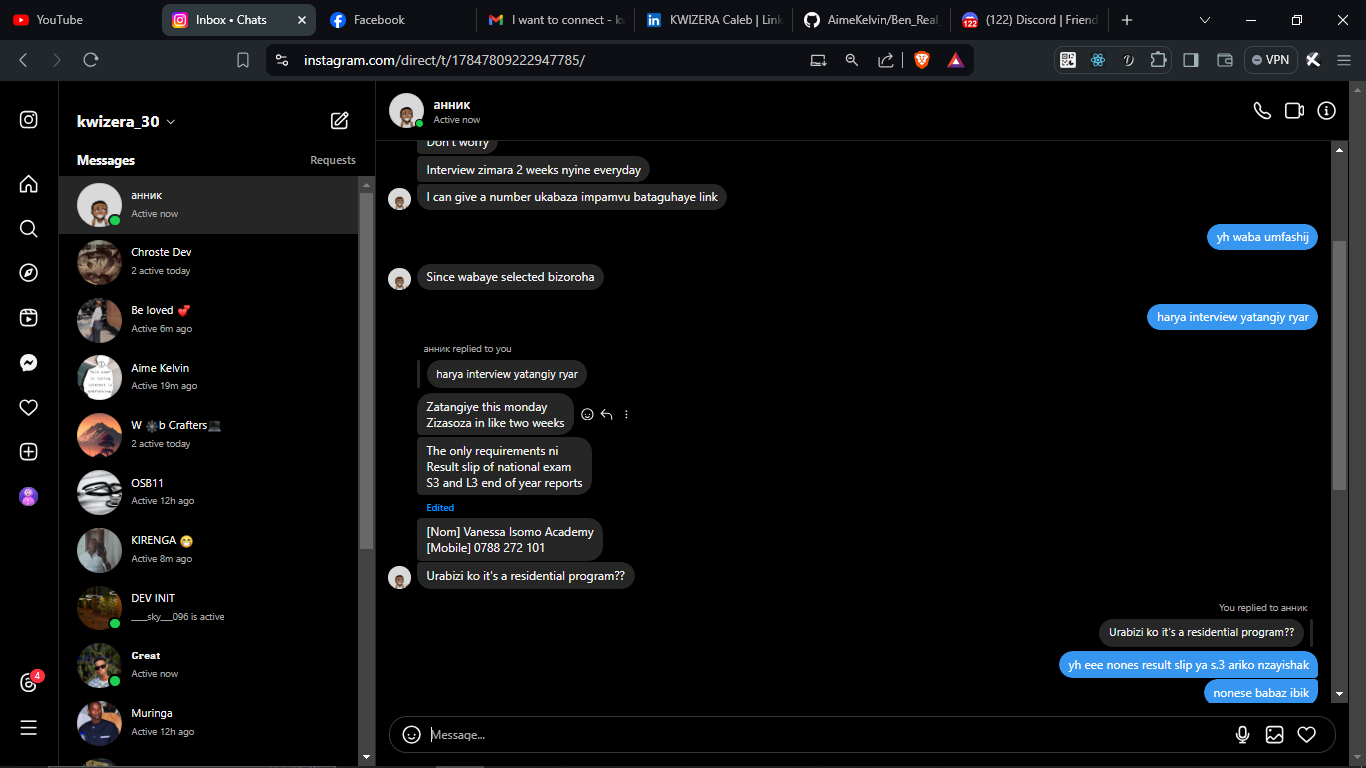 YouTube
Inbox • Chats
Facebook
I want to connect - kw
KWIZERA Caleb | Link
AimeKelvin/Ben_Real
(122) Discord | Friend
instagram.com/direct/t/17847809222947785/
VPN
kwizera_30
Messages
Requests
анник
Active now
Chroste Dev
2 active today
Be loved 💕
Active 6m ago
Aime Kelvin
Active 19m ago
W 🕸️b Crafters💻
2 active today
OSB11
Active 12h ago
KIRENGA 😁
Active 8m ago
DEV INIT
___sky___096 is active
Great
Active now
Muringa
Active 12h ago
4
анник
Active now
Don't worry
Interview zimara 2 weeks nyine everyday
I can give a number ukabaza impamvu bataguhaye link
yh waba umfashij
Since wabaye selected bizoroha
harya interview yatangiy ryar
анник replied to you
harya interview yatangiy ryar
Zatangiye this monday
Zizasoza in like two weeks
The only requirements ni
Result slip of national exam
S3 and L3 end of year reports
Edited
[Nom] Vanessa Isomo Academy
[Mobile] 0788 272 101
Urabizi ko it's a residential program??
You replied to анник
Urabizi ko it's a residential program??
yh eee nones result slip ya s.3 ariko nzayishak
nonese babaz ibik
Message...